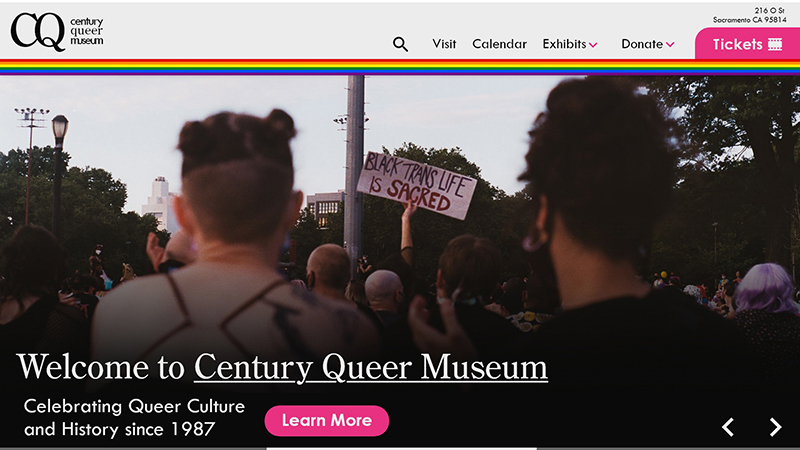 CQ
century
queer
museum
216 O St
Sacramento CA 95814
Visit
Calendar
Exhibits
Donate
Tickets
BLACK TRANS LIFE
IS SACRED
Welcome to Century Queer Museum
Celebrating Queer Culture
and History since 1987
Learn More